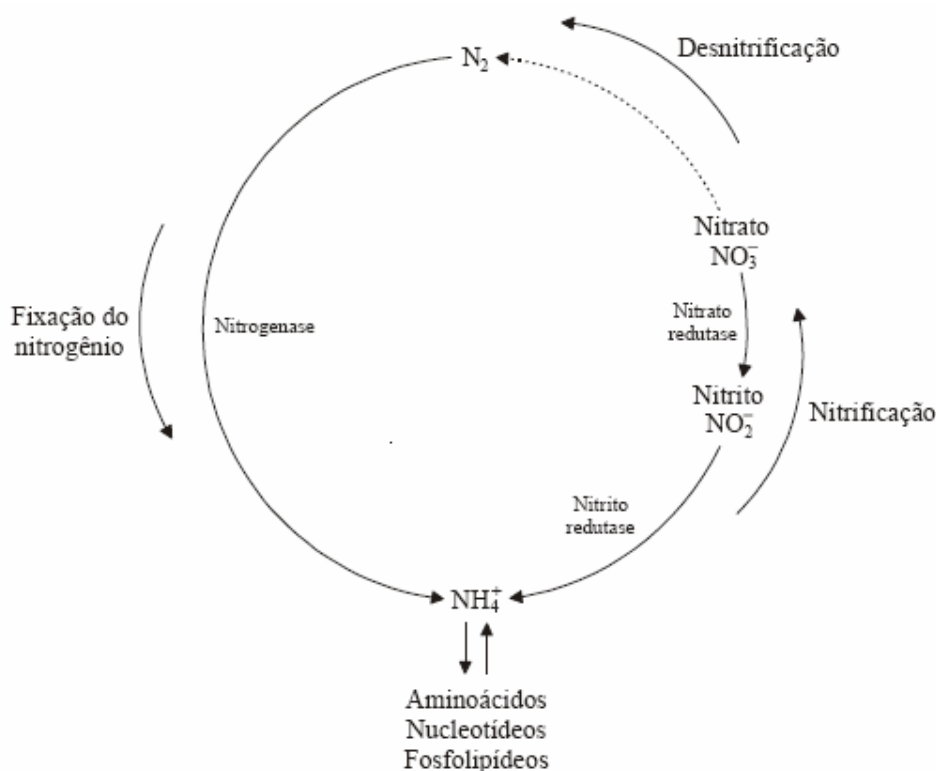 Desnitrificação
N₂
Nitrato
NO₃⁻
Nitrato
redutase
Fixação do
nitrogênio
Nitrogenase
Nitrito
NO₂⁻
Nitrificação
Nitrito
redutase
NH₄⁺
Aminoácidos
Nucleotídeos
Fosfolipídeos